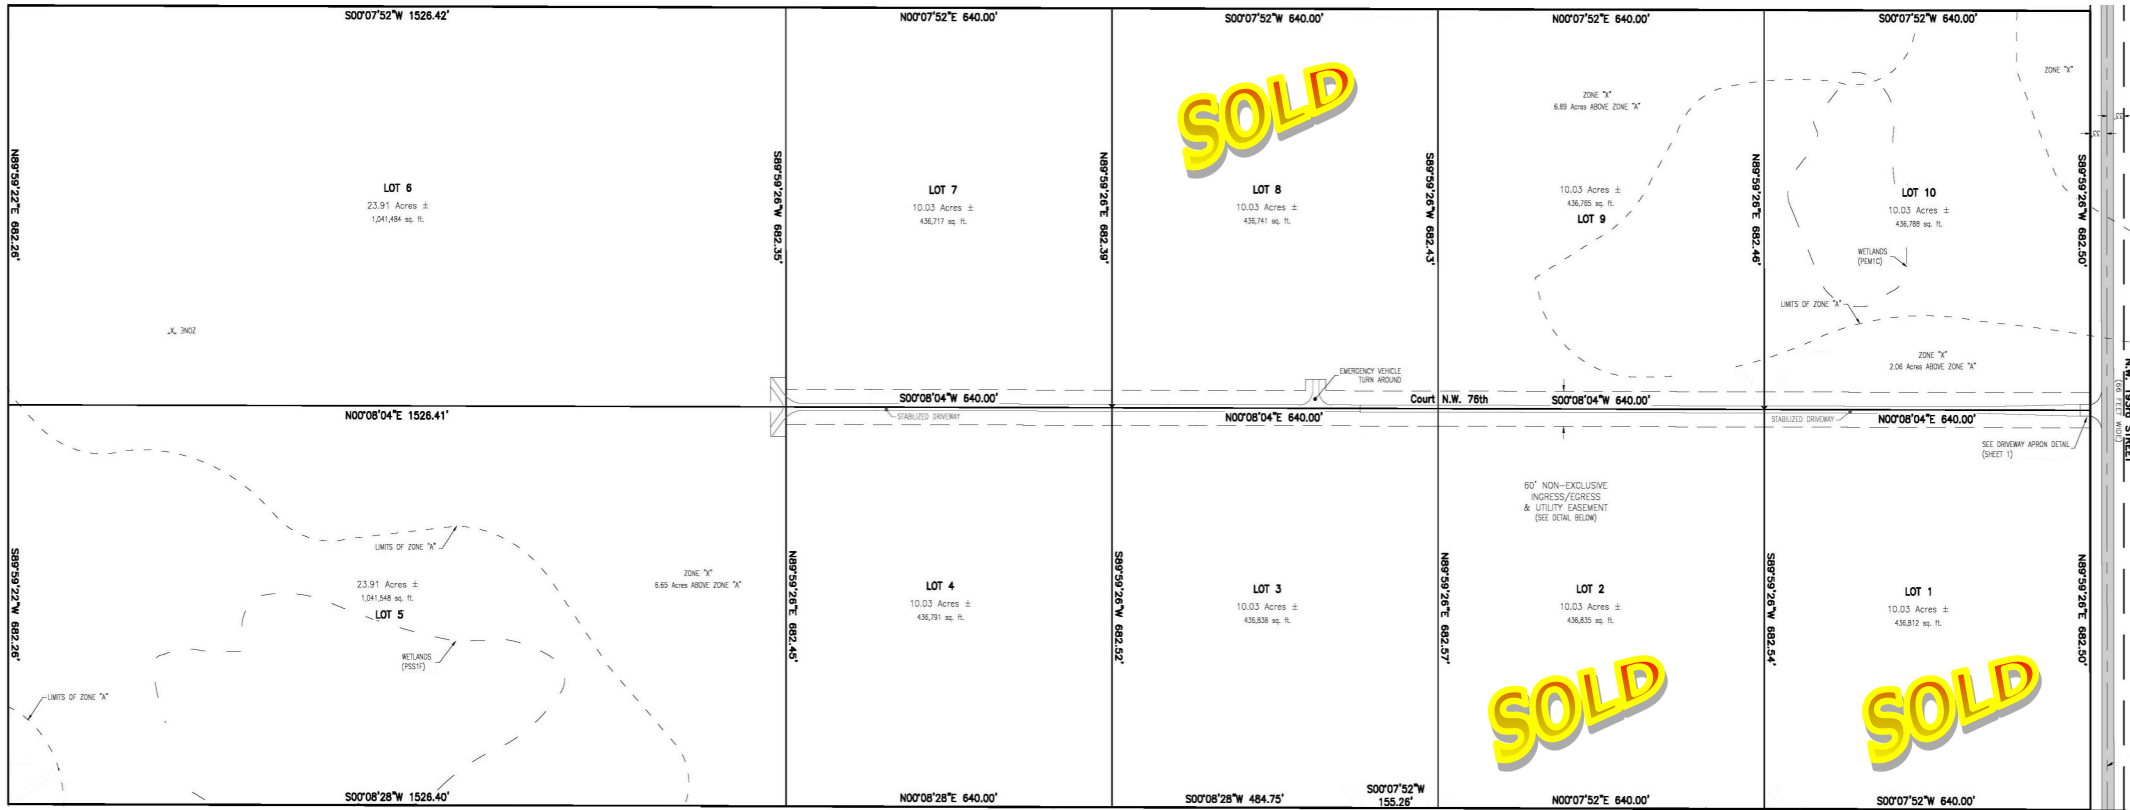 S00°07'52"W 1526.42'
N00°07'52"E 640.00'
S00°07'52"W 640.00'
N00°07'52"E 640.00'
S00°07'52"W 640.00'
N89°59'22"E 682.26'
LOT 6
23.91 Acres ±
1,041,484 sq. ft.
ZONE "X"
S89°59'26"W 682.35'
LOT 7
10.03 Acres ±
436,717 sq. ft.
N89°59'26"E 682.39'
SOLD
LOT 8
10.03 Acres ±
436,741 sq. ft.
S89°59'26"W 682.43'
ZONE "X"
6.69 Acres ABOVE ZONE "A"
10.03 Acres ±
436,765 sq. ft.
LOT 9
N89°59'26"E 682.46'
ZONE "X"
LOT 10
10.03 Acres ±
436,788 sq. ft.
WETLANDS
(PEM1C)
LIMITS OF ZONE "A"
ZONE "X"
2.06 Acres ABOVE ZONE "A"
S89°59'26"W 682.50'
33'
33'
N.W. 193rd STREET
(66 FEET WIDE)
EMERGENCY VEHICLE
TURN AROUND
N00°08'04"E 1526.41'
S00°08'04"W 640.00'
STABILIZED DRIVEWAY
N00°08'04"E 640.00'
Court N.W. 76th
S00°08'04"W 640.00'
STABILIZED DRIVEWAY
N00°08'04"E 640.00'
SEE DRIVEWAY APRON DETAIL
(SHEET 1)
60' NON-EXCLUSIVE
INGRESS/EGRESS
& UTILITY EASEMENT
(SEE DETAIL BELOW)
S89°59'22"W 682.26'
LIMITS OF ZONE "A"
23.91 Acres ±
1,041,548 sq. ft.
LOT 5
WETLANDS
(PSS1F)
LIMITS OF ZONE "A"
ZONE "X"
6.65 Acres ABOVE ZONE "A"
N89°59'26"E 682.45'
LOT 4
10.03 Acres ±
436,791 sq. ft.
S89°59'26"W 682.52'
LOT 3
10.03 Acres ±
436,838 sq. ft.
N89°59'26"E 682.57'
LOT 2
10.03 Acres ±
436,835 sq. ft.
SOLD
S89°59'26"W 682.54'
LOT 1
10.03 Acres ±
436,812 sq. ft.
SOLD
N89°59'26"E 682.50'
S00°08'28"W 1526.40'
N00°08'28"E 640.00'
S00°08'28"W 484.75'
S00°07'52"W
155.26'
N00°07'52"E 640.00'
S00°07'52"W 640.00'